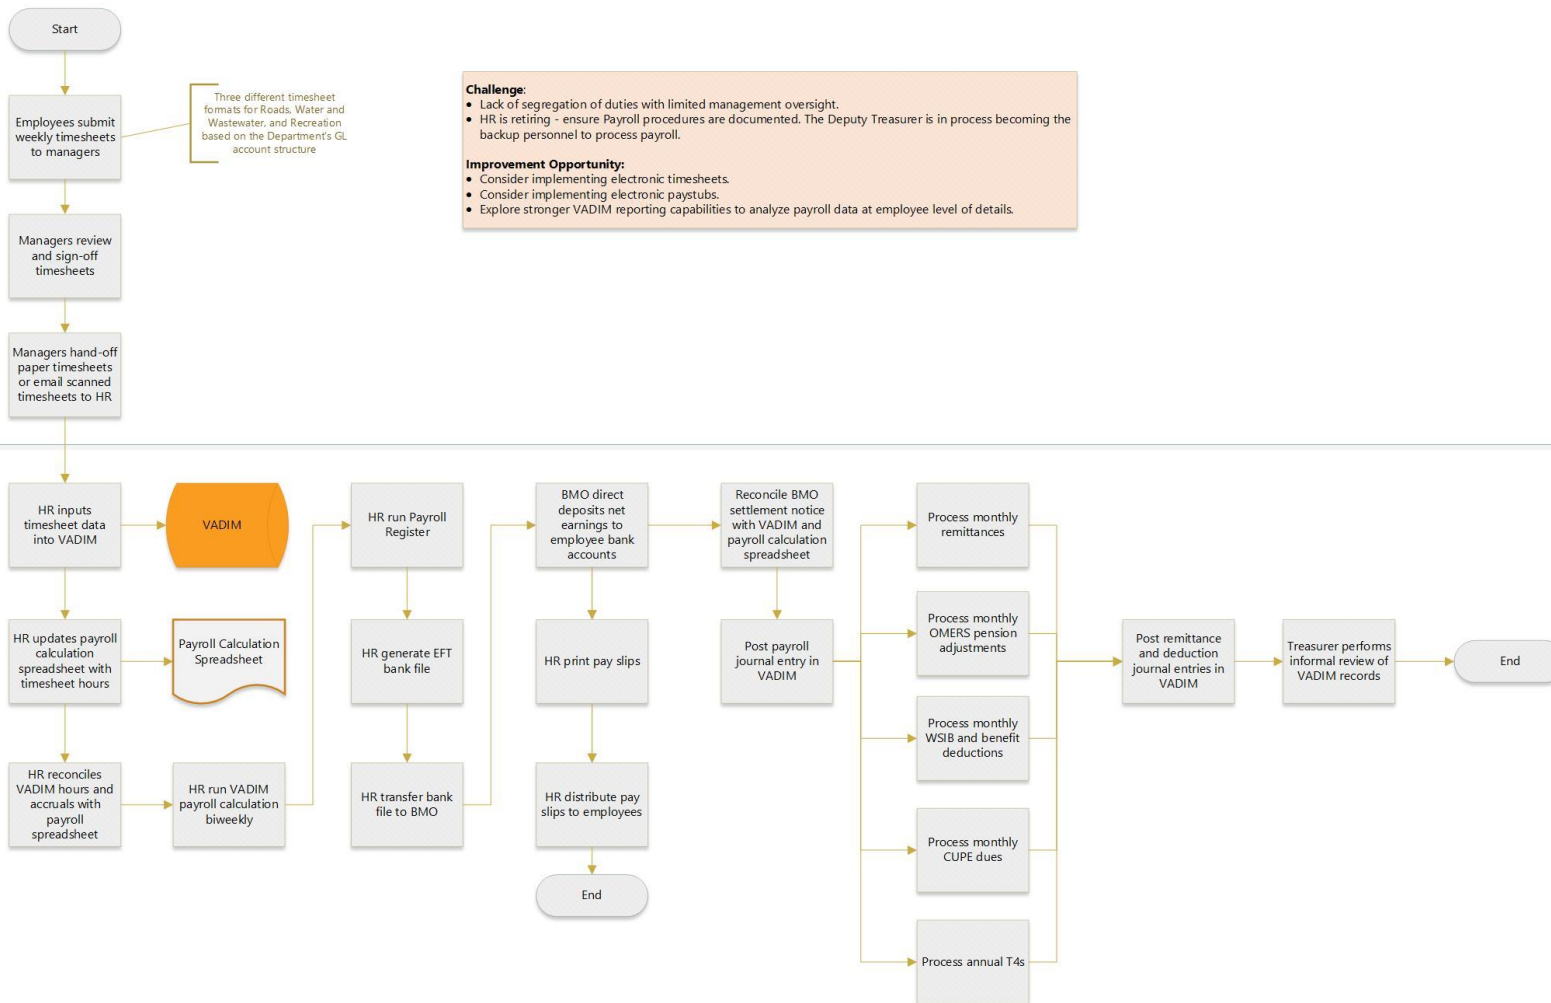 Start
Employees submit
weekly timesheets
to managers
Three different timesheet
formats for Roads, Water and
Wastewater, and Recreation
based on the Department's GL
account structure
Challenge:
• Lack of segregation of duties with limited management oversight.
• HR is retiring - ensure Payroll procedures are documented. The Deputy Treasurer is in process becoming the
backup personnel to process payroll.
Improvement Opportunity:
• Consider implementing electronic timesheets.
• Consider implementing electronic paystubs.
• Explore stronger VADIM reporting capabilities to analyze payroll data at employee level of details.
Managers review
and sign-off
timesheets
Managers hand-off
paper timesheets
or email scanned
timesheets to HR
HR inputs
timesheet data
into VADIM
VADIM
HR updates payroll
calculation
spreadsheet with
timesheet hours
Payroll Calculation
Spreadsheet
HR reconciles
VADIM hours and
accruals with
payroll
spreadsheet
HR run VADIM
payroll calculation
biweekly
HR run Payroll
Register
HR generate EFT
bank file
HR transfer bank
file to BMO
BMO direct
deposits net
earnings to
employee bank
accounts
HR print pay slips
HR distribute pay
slips to employees
End
Reconcile BMO
settlement notice
with VADIM and
payroll calculation
spreadsheet
Post payroll
journal entry in
VADIM
Process monthly
remittances
Process monthly
OMERS pension
adjustments
Process monthly
WSIB and benefit
deductions
Process monthly
CUPE dues
Process annual T4s
Post remittance
and deduction
journal entries in
VADIM
Treasurer performs
informal review of
VADIM records
End